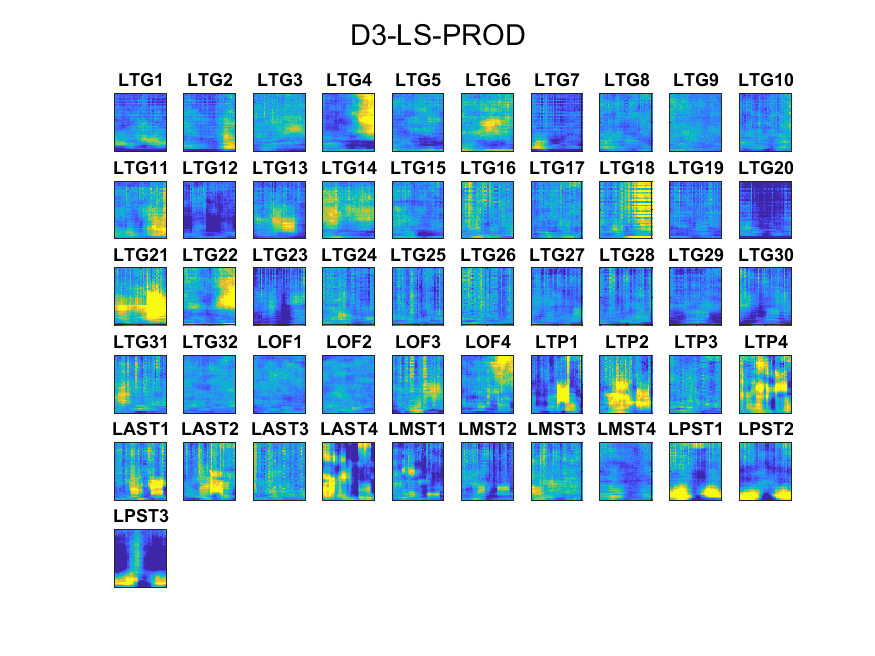 D3-LS-PROD
LTG1 LTG2 LTG3 LTG4 LTG5 LTG6 LTG7 LTG8 LTG9 LTG10
LTG11 LTG12 LTG13 LTG14 LTG15 LTG16 LTG17 LTG18 LTG19 LTG20
LTG21 LTG22 LTG23 LTG24 LTG25 LTG26 LTG27 LTG28 LTG29 LTG30
LTG31 LTG32 LOF1 LOF2 LOF3 LOF4 LTP1 LTP2 LTP3 LTP4
LAST1 LAST2 LAST3 LAST4 LMST1 LMST2 LMST3 LMST4 LPST1 LPST2
LPST3